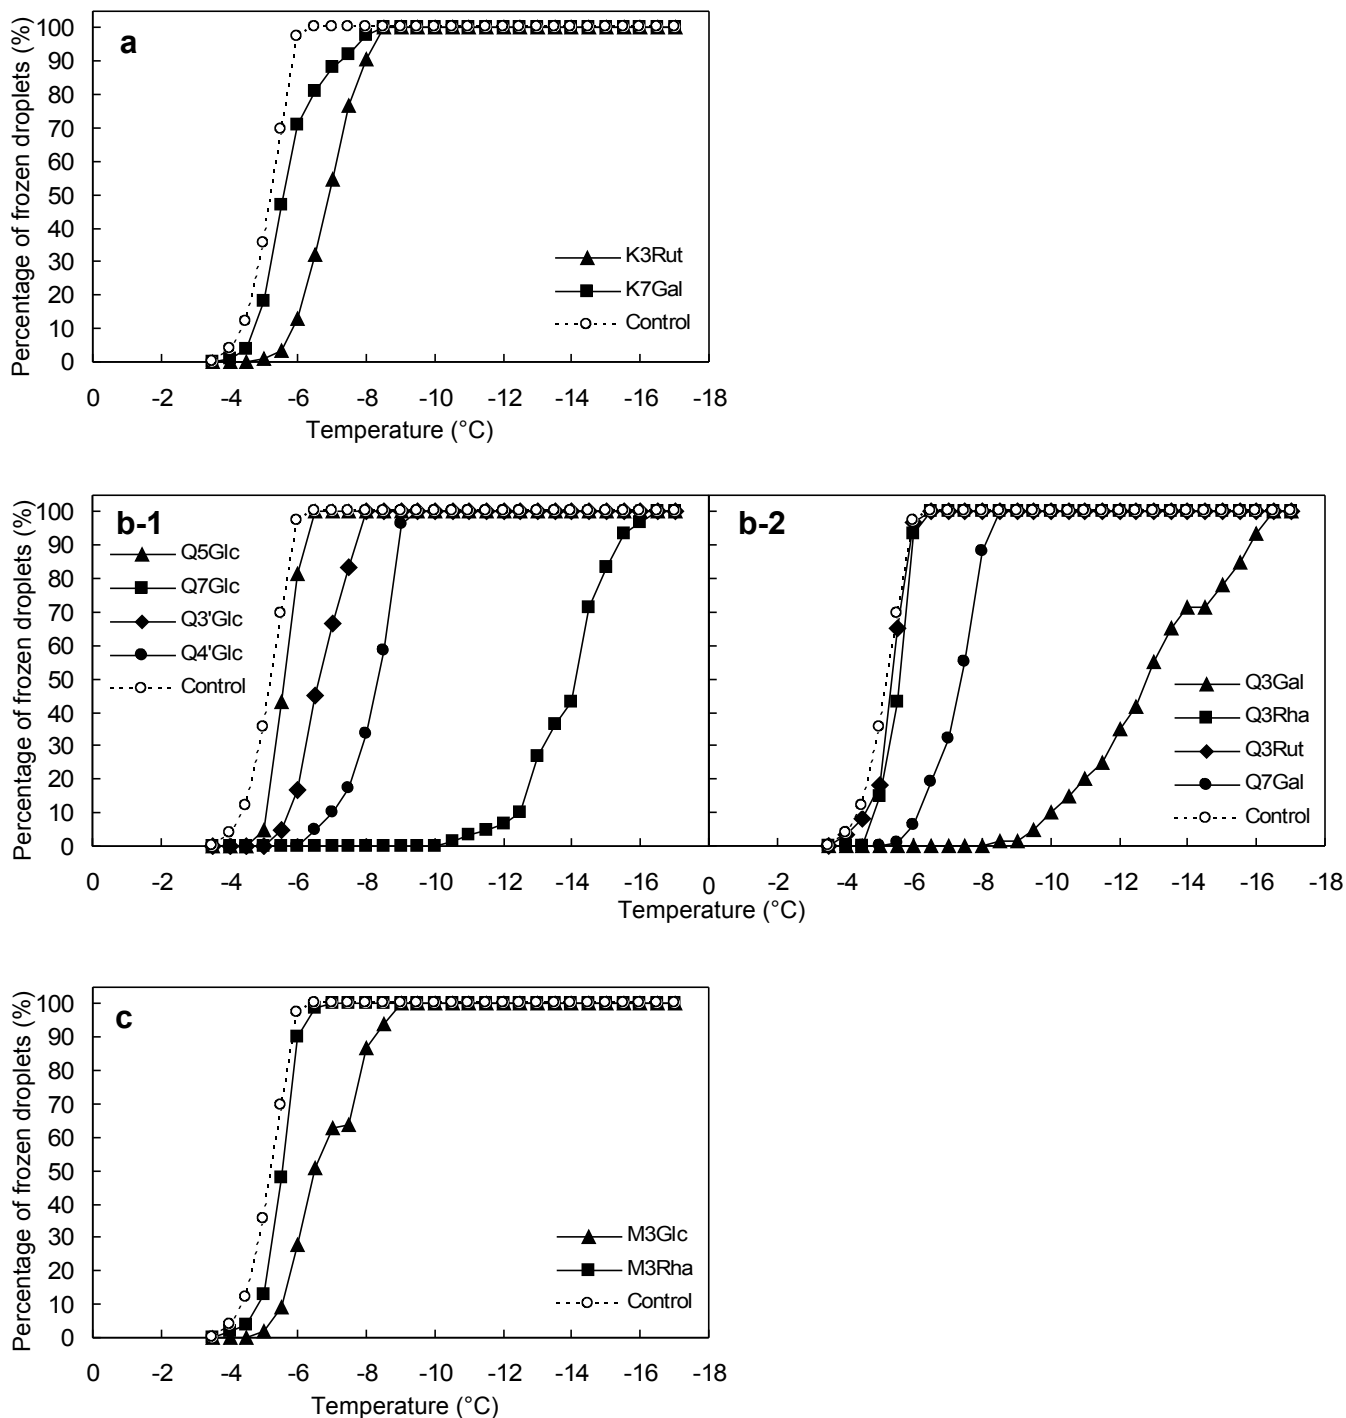 a
Percentage of frozen droplets (%)
100
90
80
70
60
50
40
30
20
10
0
K3Rut
K7Gal
Control
0 -2 -4 -6 -8 -10 -12 -14 -16 -18
Temperature (°C)
b-1
Percentage of frozen droplets (%)
100
90
80
70
60
50
40
30
20
10
0
Q5Glc
Q7Glc
Q3'Glc
Q4'Glc
Control
0 -2 -4 -6 -8 -10 -12 -14 -16
b-2
Q3Gal
Q3Rha
Q3Rut
Q7Gal
Control
0 -2 -4 -6 -8 -10 -12 -14 -16 -18
Temperature (°C)
c
Percentage of frozen droplets (%)
100
90
80
70
60
50
40
30
20
10
0
M3Glc
M3Rha
Control
0 -2 -4 -6 -8 -10 -12 -14 -16 -18
Temperature (°C)